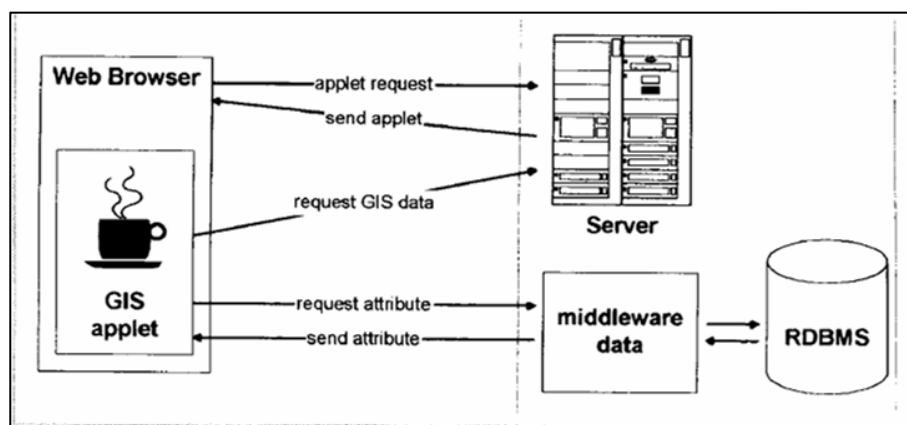 Web Browser
applet request
send applet
request GIS data
Server
GIS
applet
request attribute
send attribute
middleware
data
RDBMS